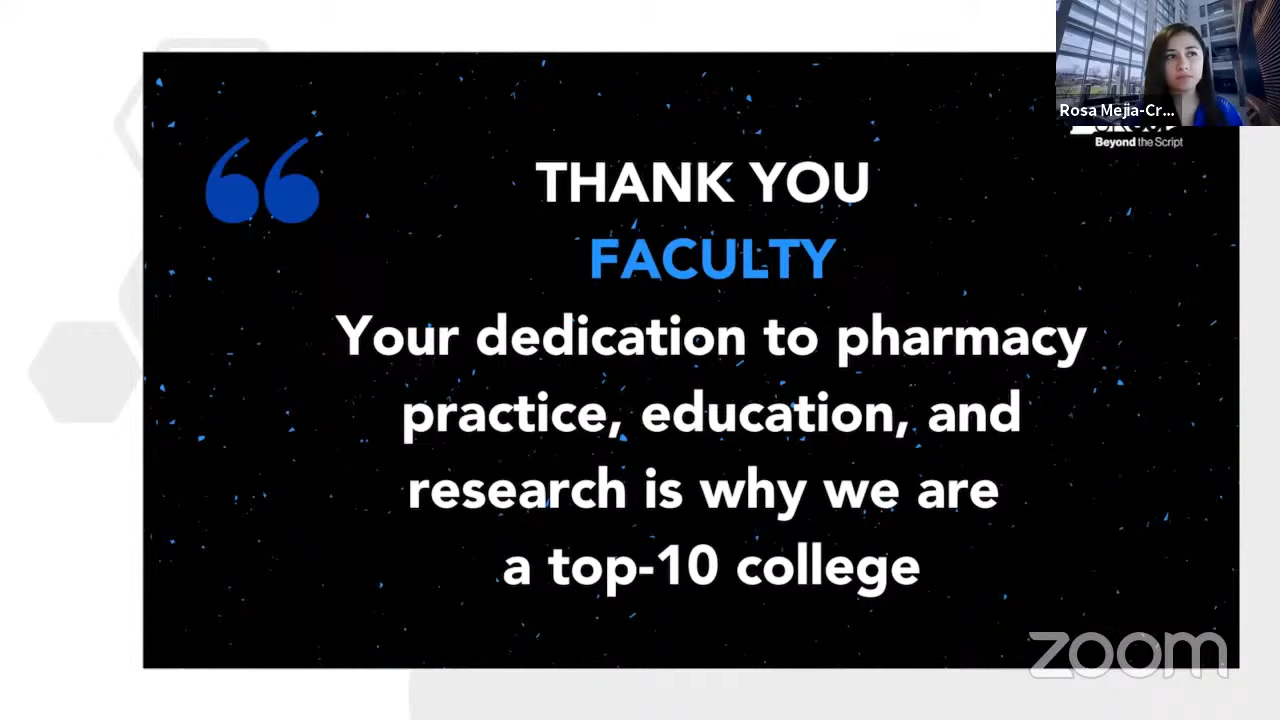 Rosa Mejia-Cr...
Beyond the Script
THANK YOU
FACULTY
Your dedication to pharmacy
practice, education, and
research is why we are
a top-10 college
zoom